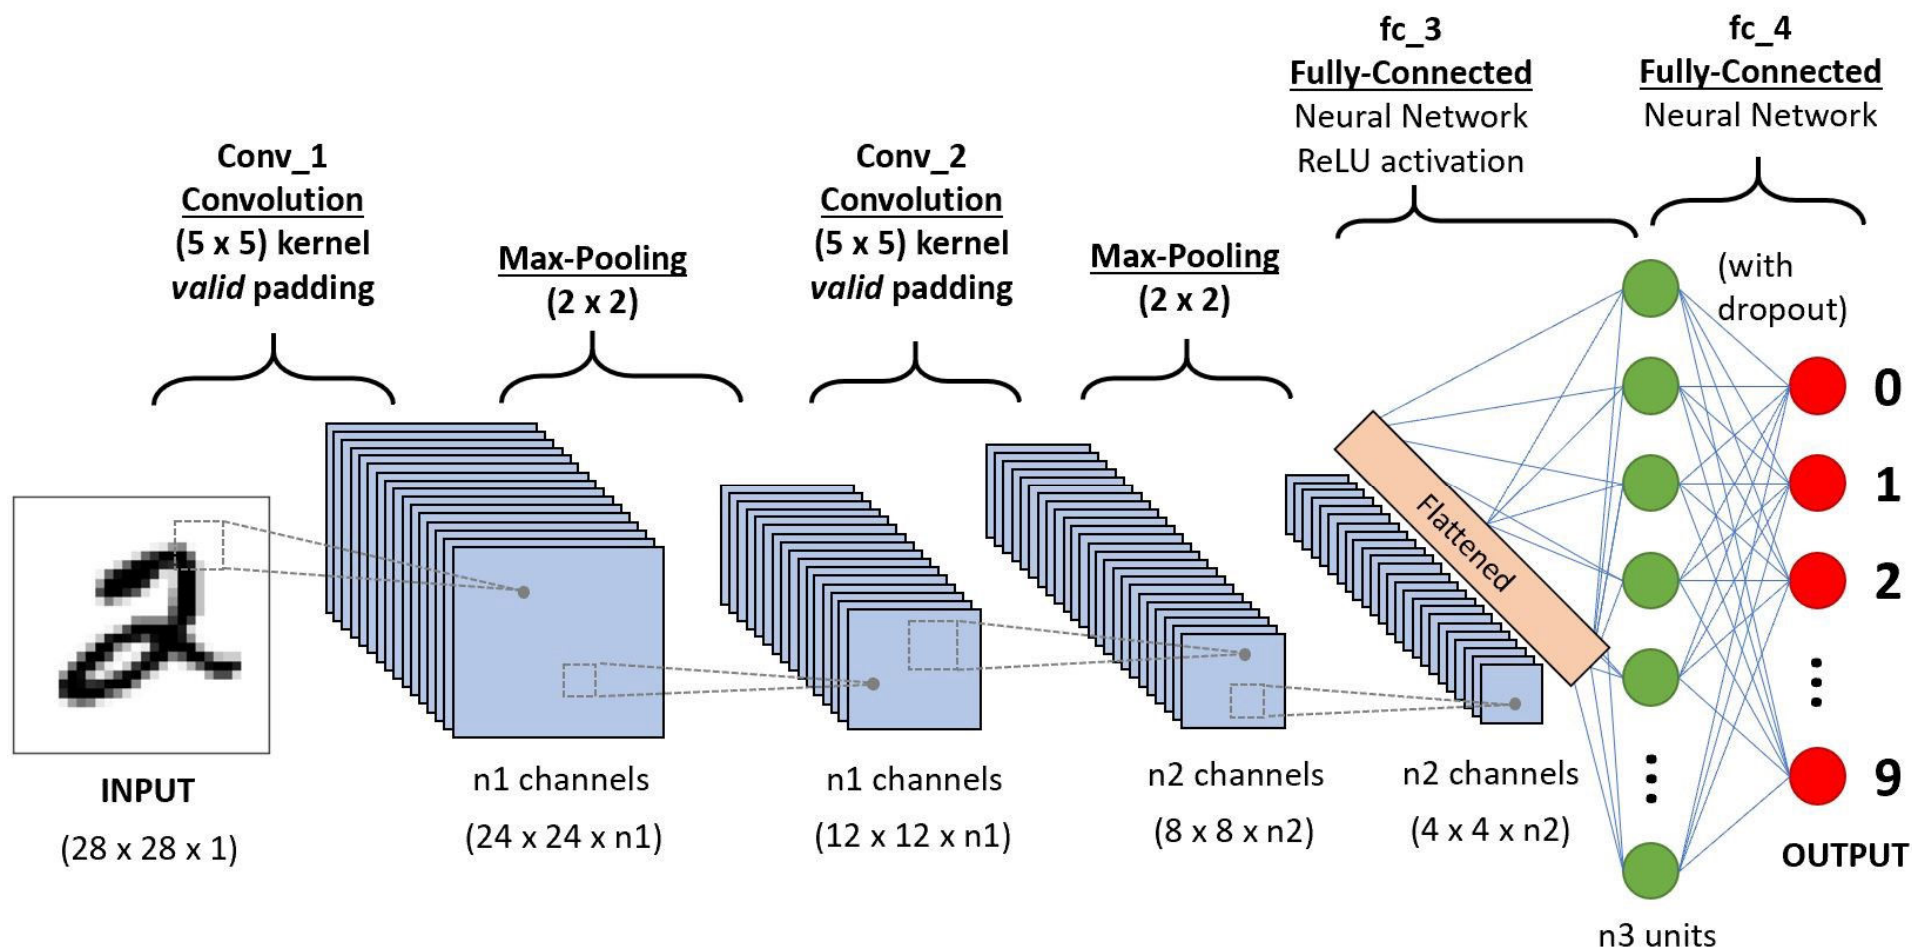 Conv_1
Convolution
(5 x 5) kernel
valid padding
Max-Pooling
(2 x 2)
Conv_2
Convolution
(5 x 5) kernel
valid padding
Max-Pooling
(2 x 2)
fc_3
Fully-Connected
Neural Network
ReLU activation
fc_4
Fully-Connected
Neural Network
(with
dropout)
Flattened
0
1
2
9
INPUT
(28 x 28 x 1)
n1 channels
(24 x 24 x n1)
n1 channels
(12 x 12 x n1)
n2 channels
(8 x 8 x n2)
n2 channels
(4 x 4 x n2)
n3 units
OUTPUT
2